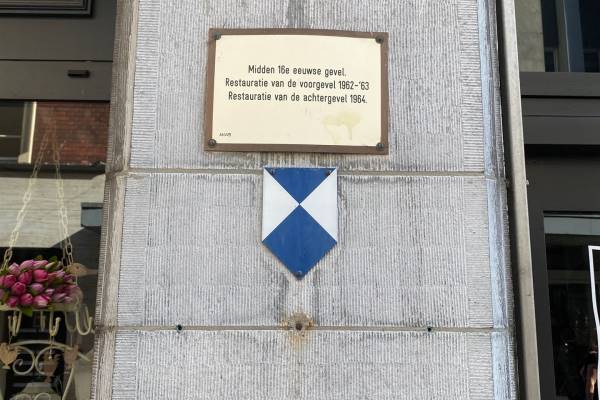 Midden 16e eeuwse gevel.
Restauratie van de voorgevel 1962-'63
Restauratie van de achtergevel 1964.